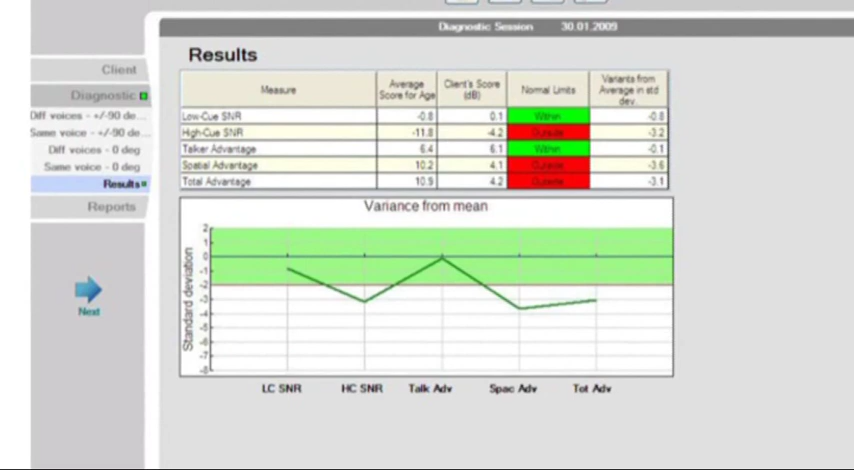 Diagnostic Session 30.01.2009
Results
Client
Diagnostic
Diff voices - +/-90 de...
Same voice - +/-90 de...
Diff voices - 0 deg
Same voice - 0 deg
Results
Reports
Next
Measure
Average Score for Age
Client's Score (dB)
Normal Limits
Variants from Average in std dev.
Low-Cue SNR -0.8 0.1 Within -0.8
High-Cue SNR -11.8 -4.2 Outside -3.2
Talker Advantage 6.4 6.1 Within -0.1
Spatial Advantage 10.2 4.1 Outside -3.6
Total Advantage 10.9 4.2 Outside -3.1
Variance from mean
Standard deviation
2
1
0
-1
-2
-3
-4
-5
-6
-7
-8
LC SNR HC SNR Talk Adv Spac Adv Tot Adv